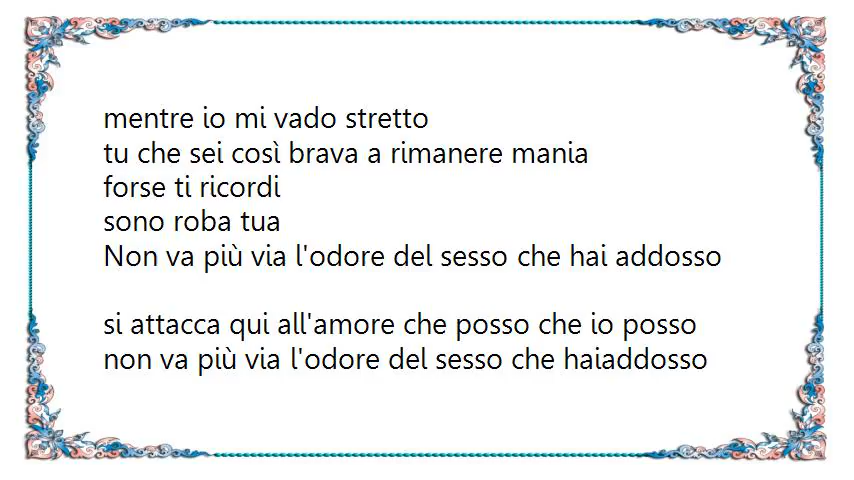 mentre io mi vado stretto
tu che sei così brava a rimanere mania
forse ti ricordi
sono roba tua
Non va più via l'odore del sesso che hai addosso
si attacca qui all'amore che posso che io posso
non va più via l'odore del sesso che haiaddosso